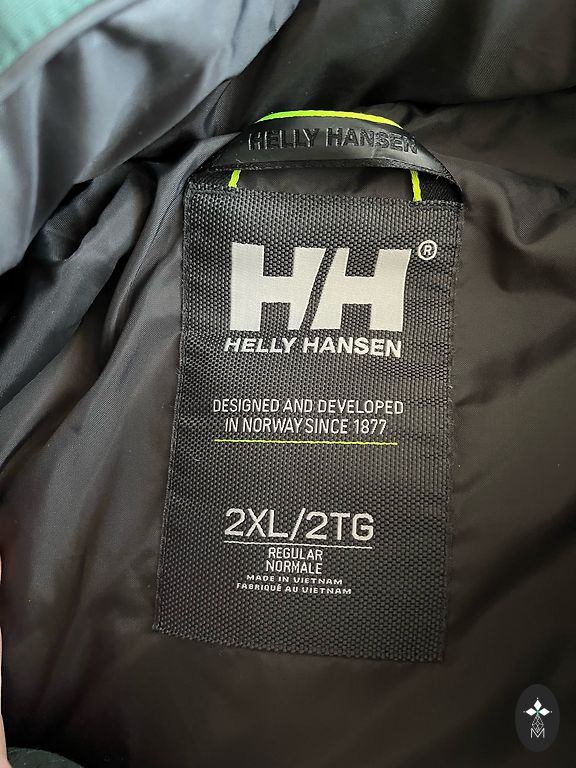 HELLY HANSEN
H/H®
HELLY HANSEN
DESIGNED AND DEVELOPED
IN NORWAY SINCE 1877
2XL/2TG
REGULAR
NORMALE
MADE IN VIETNAM
FABRIQUÉ AU VIETNAM
M